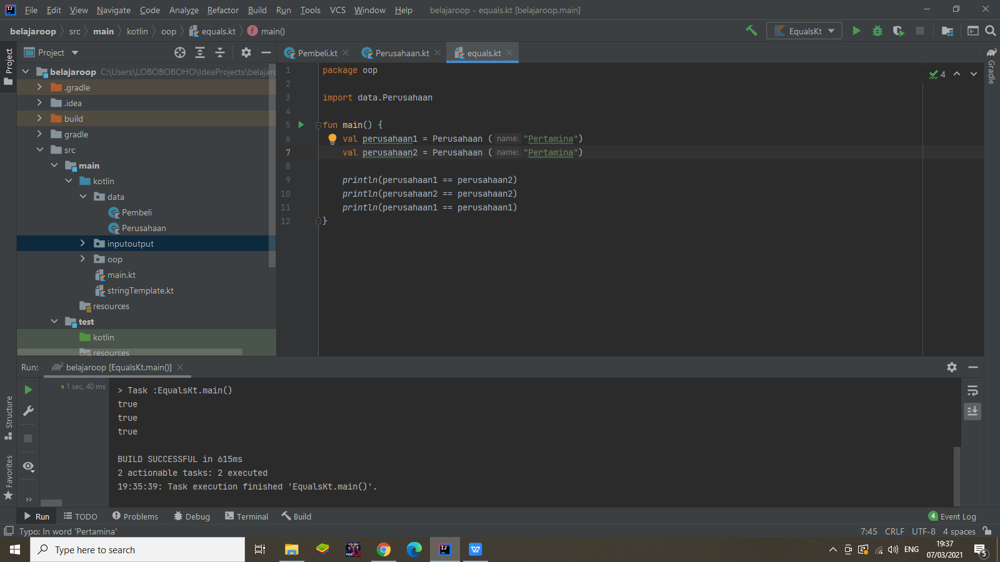 File Edit View Navigate Code Analyze Refactor Build Run Tools VCS Window Help belajaroop - equals.kt [belajaroop.main]
belajaroop src main kotlin oop equals.kt main() EqualsKt
Project
Project
Pembeli.kt Perusahaan.kt equals.kt
belajaroop C:\Users\LOBOBOBOHO\IdeaProjects\belajarc
.gradle
.idea
build
gradle
src
main
kotlin
data
Pembeli
Perusahaan
inputoutput
oop
main.kt
stringTemplate.kt
resources
test
kotlin
resources
1 package oop
2
3 import data.Perusahaan
4
5 fun main() {
6 val perusahaan1 = Perusahaan ( name: "Pertamina")
7 val perusahaan2 = Perusahaan ( name: "Pertamina")
8
9 println(perusahaan1 == perusahaan2)
10 println(perusahaan2 == perusahaan2)
11 println(perusahaan1 == perusahaan1)
12 }
4
Gradle
Run: belajaroop [EqualsKt.main()]
1 sec, 40 ms
> Task :EqualsKt.main()
true
true
true
BUILD SUCCESSFUL in 615ms
2 actionable tasks: 2 executed
19:35:39: Task execution finished 'EqualsKt.main()'.
Structure
Favorites
Run TODO Problems Debug Terminal Build 4 Event Log
Typo: In word 'Pertamina' 7:45 CRLF UTF-8 4 spaces
Type here to search ENG 19:37
07/03/2021 5